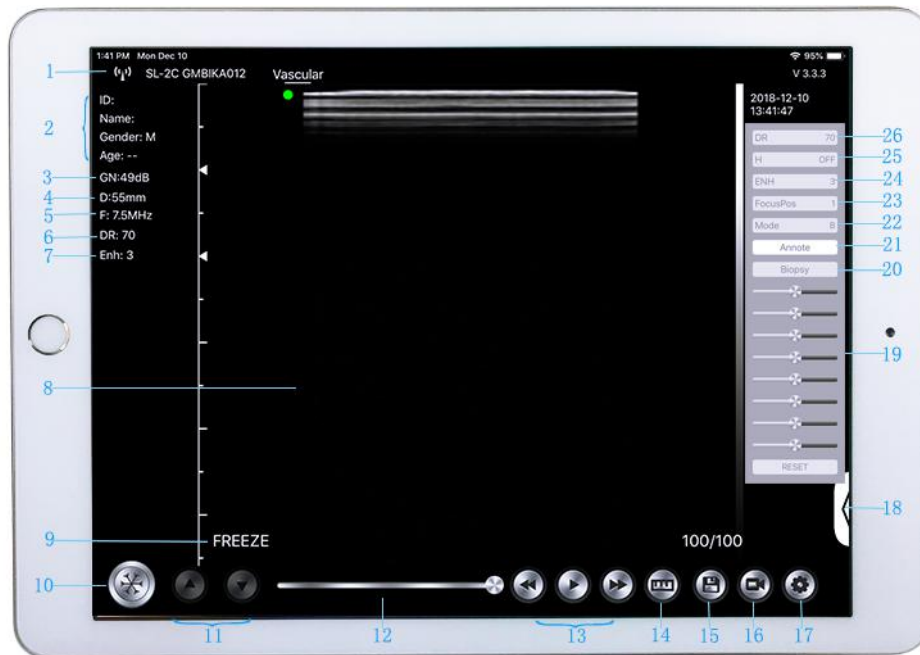 1:41 PM Mon Dec 10
95%
1
SL-2C GMBIKA012
Vascular
V 3.3.3
2
ID:
Name:
Gender: M
Age: --
2018-12-10
13:41:47
3
GN:49dB
4
D:55mm
5
F: 7.5MHz
6
DR: 70
7
Enh: 3
DR 70
26
H OFF
25
ENH 3
24
FocusPos 1
23
Mode B
22
Annote
21
Biopsy
20
19
8
RESET
18
9
FREEZE
100/100
10
11
12
13
14
15
16
17